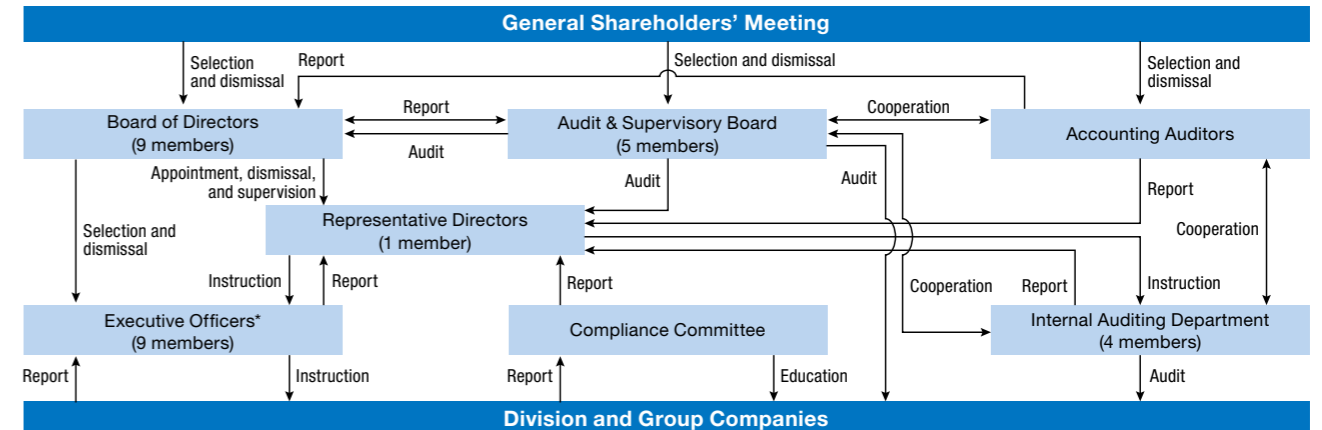 General Shareholders’ Meeting
Selection
and dismissal
Report
Selection and dismissal
Selection and
dismissal
Board of Directors
(9 members)
Report
Audit
Audit & Supervisory Board
(5 members)
Cooperation
Accounting Auditors
Appointment, dismissal,
and supervision
Audit
Audit
Report
Selection and
dismissal
Representative Directors
(1 member)
Cooperation
Instruction
Report
Report
Cooperation
Report
Instruction
Executive Officers*
(9 members)
Compliance Committee
Internal Auditing Department
(4 members)
Report
Instruction
Report
Education
Audit
Division and Group Companies